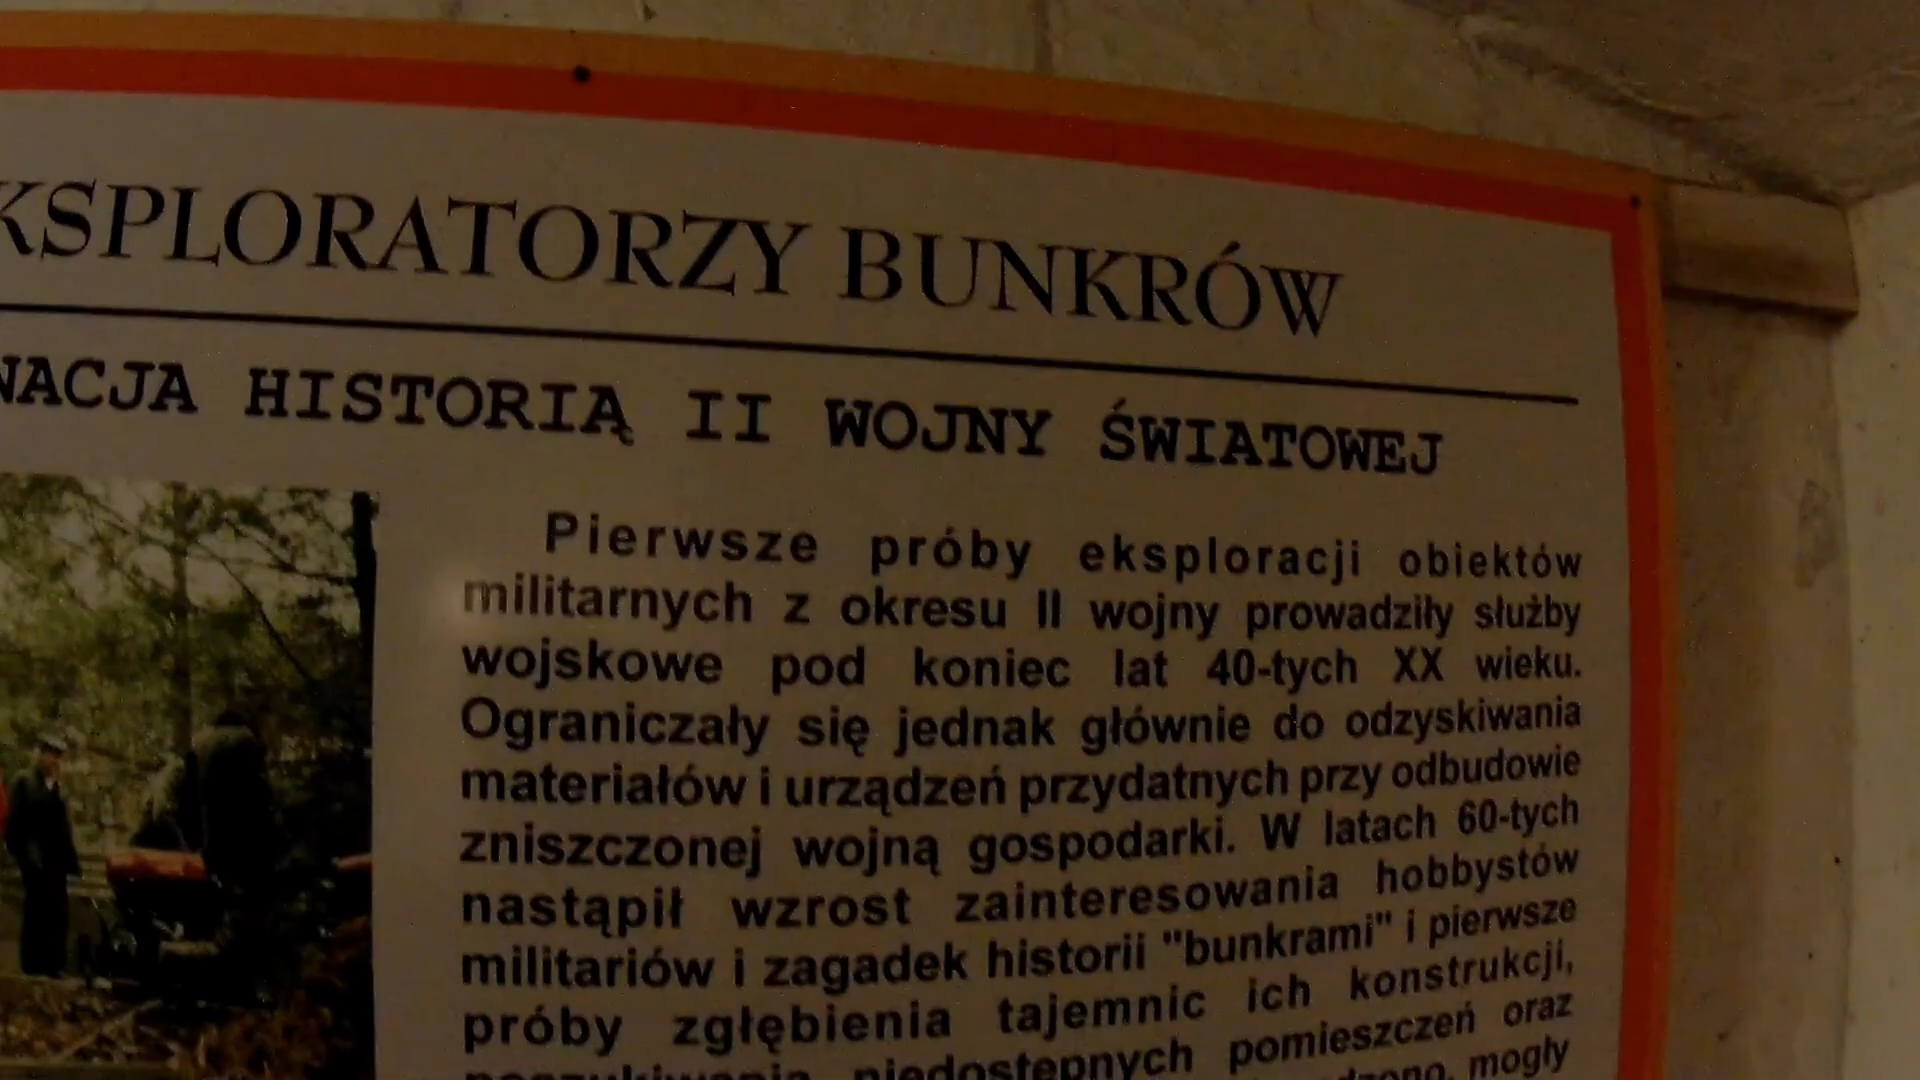 KSPLORATORZY BUNKRÓW
NACJA HISTORIĄ II WOJNY ŚWIATOWEJ
Pierwsze próby eksploracji obiektów
militarnych z okresu II wojny prowadziły służby
wojskowe pod koniec lat 40-tych XX wieku.
Ograniczały się jednak głównie do odzyskiwania
materiałów i urządzeń przydatnych przy odbudowie
zniszczonej wojną gospodarki. W latach 60-tych
nastąpił wzrost zainteresowania hobbystów
militariów i zagadek historii "bunkrami" i pierwsze
próby zgłębienia tajemnic ich konstrukcji,
niedostępnych pomieszczeń oraz
mogły